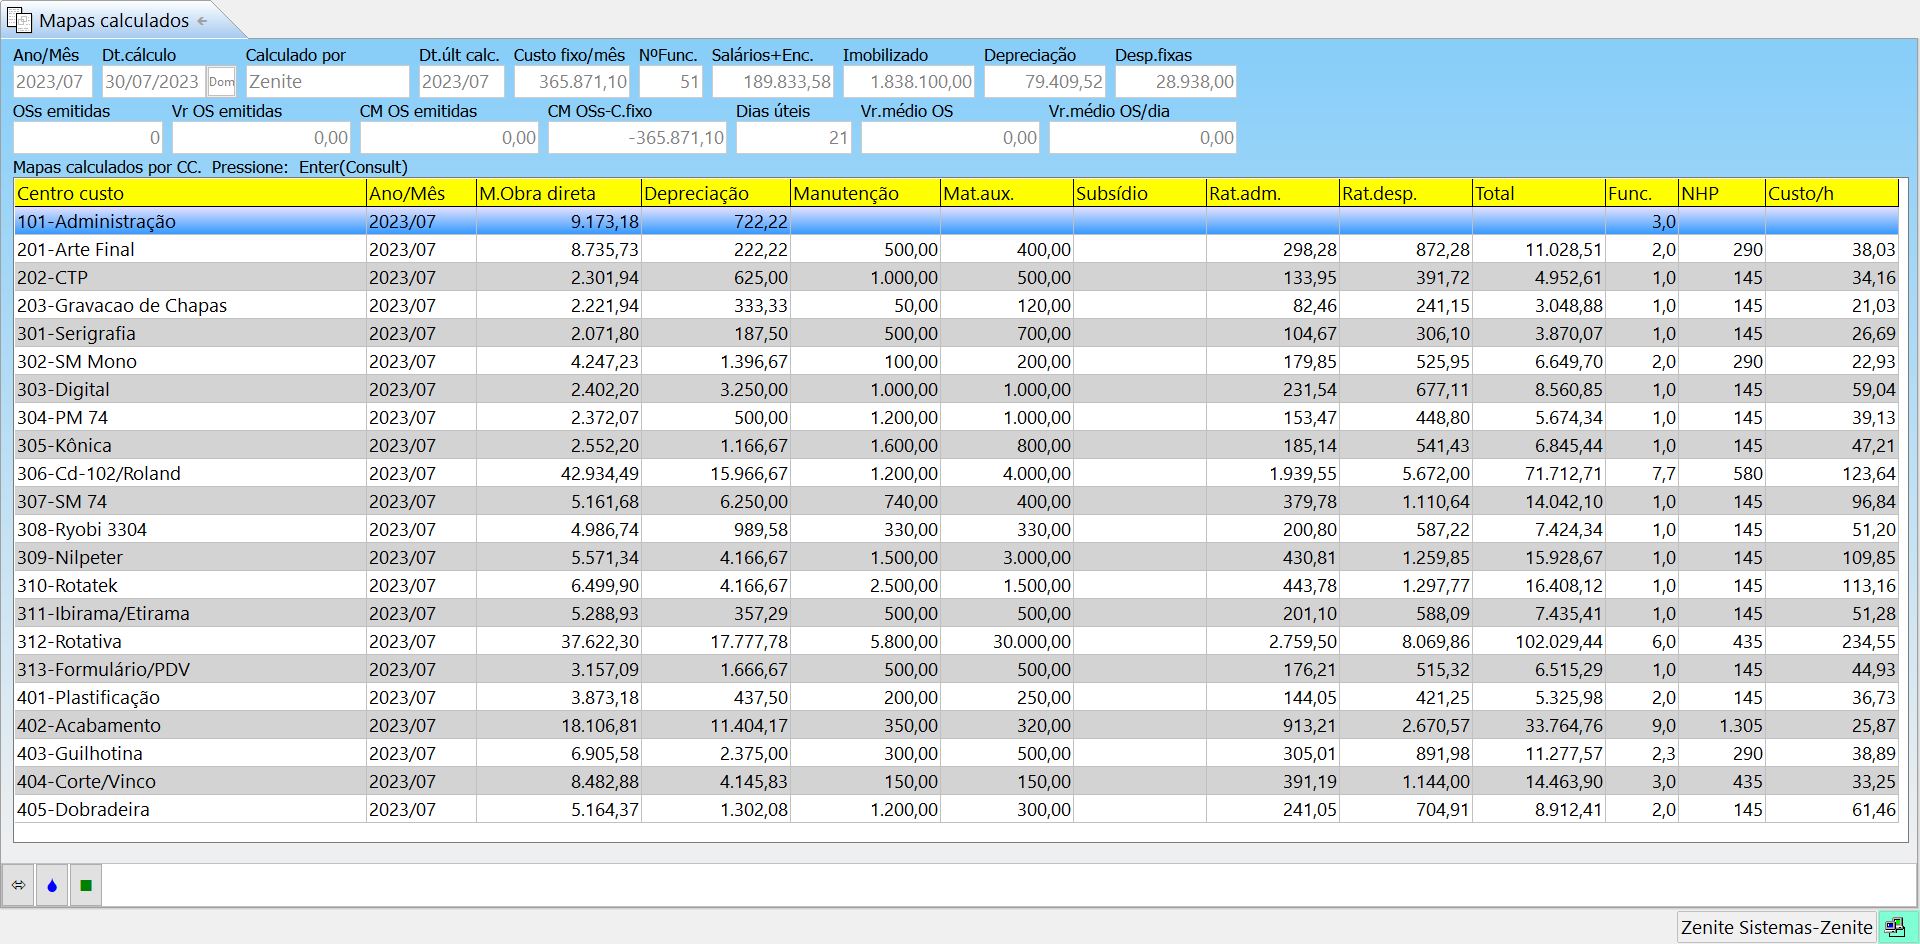 Mapas calculados
Ano/Mês Dt.cálculo Calculado por Dt.últ calc. Custo fixo/mês NºFunc. Salários+Enc. Imobilizado Depreciação Desp.fixas
2023/07 30/07/2023 Dom Zenite 2023/07 365.871,10 51 189.833,58 1.838.100,00 79.409,52 28.938,00
OSs emitidas Vr OS emitidas CM OS emitidas CM OSs-C.fixo Dias úteis Vr.médio OS Vr.médio OS/dia
0 0,00 0,00 -365.871,10 21 0,00 0,00
Mapas calculados por CC. Pressione: Enter(Consult)
Centro custo Ano/Mês M.Obra direta Depreciação Manutenção Mat.aux. Subsídio Rat.adm. Rat.desp. Total Func. NHP Custo/h
101-Administração 2023/07 9.173,18 722,22 3,0
201-Arte Final 2023/07 8.735,73 222,22 500,00 400,00 298,28 872,28 11.028,51 2,0 290 38,03
202-CTP 2023/07 2.301,94 625,00 1.000,00 500,00 133,95 391,72 4.952,61 1,0 145 34,16
203-Gravacao de Chapas 2023/07 2.221,94 333,33 50,00 120,00 82,46 241,15 3.048,88 1,0 145 21,03
301-Serigrafia 2023/07 2.071,80 187,50 500,00 700,00 104,67 306,10 3.870,07 1,0 145 26,69
302-SM Mono 2023/07 4.247,23 1.396,67 100,00 200,00 179,85 525,95 6.649,70 2,0 290 22,93
303-Digital 2023/07 2.402,20 3.250,00 1.000,00 1.000,00 231,54 677,11 8.560,85 1,0 145 59,04
304-PM 74 2023/07 2.372,07 500,00 1.200,00 1.000,00 153,47 448,80 5.674,34 1,0 145 39,13
305-Kônica 2023/07 2.552,20 1.166,67 1.600,00 800,00 185,14 541,43 6.845,44 1,0 145 47,21
306-Cd-102/Roland 2023/07 42.934,49 15.966,67 1.200,00 4.000,00 1.939,55 5.672,00 71.712,71 7,7 580 123,64
307-SM 74 2023/07 5.161,68 6.250,00 740,00 400,00 379,78 1.110,64 14.042,10 1,0 145 96,84
308-Ryobi 3304 2023/07 4.986,74 989,58 330,00 330,00 200,80 587,22 7.424,34 1,0 145 51,20
309-Nilpeter 2023/07 5.571,34 4.166,67 1.500,00 3.000,00 430,81 1.259,85 15.928,67 1,0 145 109,85
310-Rotatek 2023/07 6.499,90 4.166,67 2.500,00 1.500,00 443,78 1.297,77 16.408,12 1,0 145 113,16
311-Ibirama/Etirama 2023/07 5.288,93 357,29 500,00 500,00 201,10 588,09 7.435,41 1,0 145 51,28
312-Rotativa 2023/07 37.622,30 17.777,78 5.800,00 30.000,00 2.759,50 8.069,86 102.029,44 6,0 435 234,55
313-Formulário/PDV 2023/07 3.157,09 1.666,67 500,00 500,00 176,21 515,32 6.515,29 1,0 145 44,93
401-Plastificação 2023/07 3.873,18 437,50 200,00 250,00 144,05 421,25 5.325,98 2,0 145 36,73
402-Acabamento 2023/07 18.106,81 11.404,17 350,00 320,00 913,21 2.670,57 33.764,76 9,0 1.305 25,87
403-Guilhotina 2023/07 6.905,58 2.375,00 300,00 500,00 305,01 891,98 11.277,57 2,3 290 38,89
404-Corte/Vinco 2023/07 8.482,88 4.145,83 150,00 150,00 391,19 1.144,00 14.463,90 3,0 435 33,25
405-Dobradeira 2023/07 5.164,37 1.302,08 1.200,00 300,00 241,05 704,91 8.912,41 2,0 145 61,46
Zenite Sistemas-Zenite